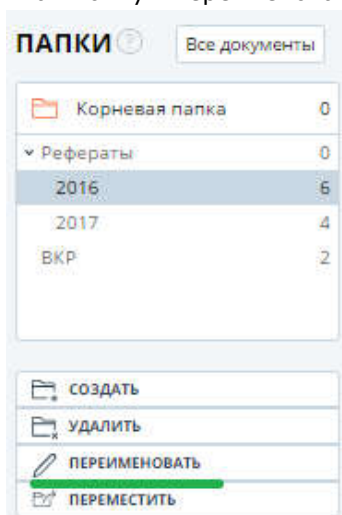 ПАПКИ ? Все документы
Корневая папка 0
Рефераты 0
2016 6
2017 4
ВКР 2
СОЗДАТЬ
УДАЛИТЬ
ПЕРЕИМЕНОВАТЬ
ПЕРЕМЕСТИТЬ